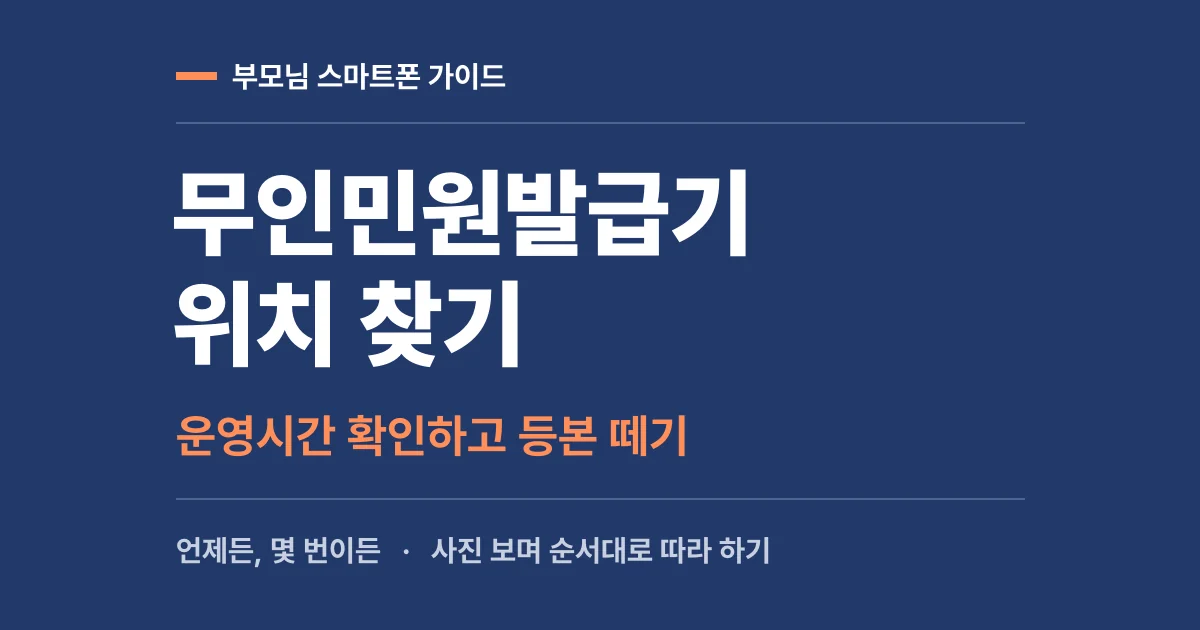 부모님 스마트폰 가이드
무인민원발급기
위치 찾기
운영시간 확인하고 등본 떼기
언제든, 몇 번이든 · 사진 보며 순서대로 따라 하기